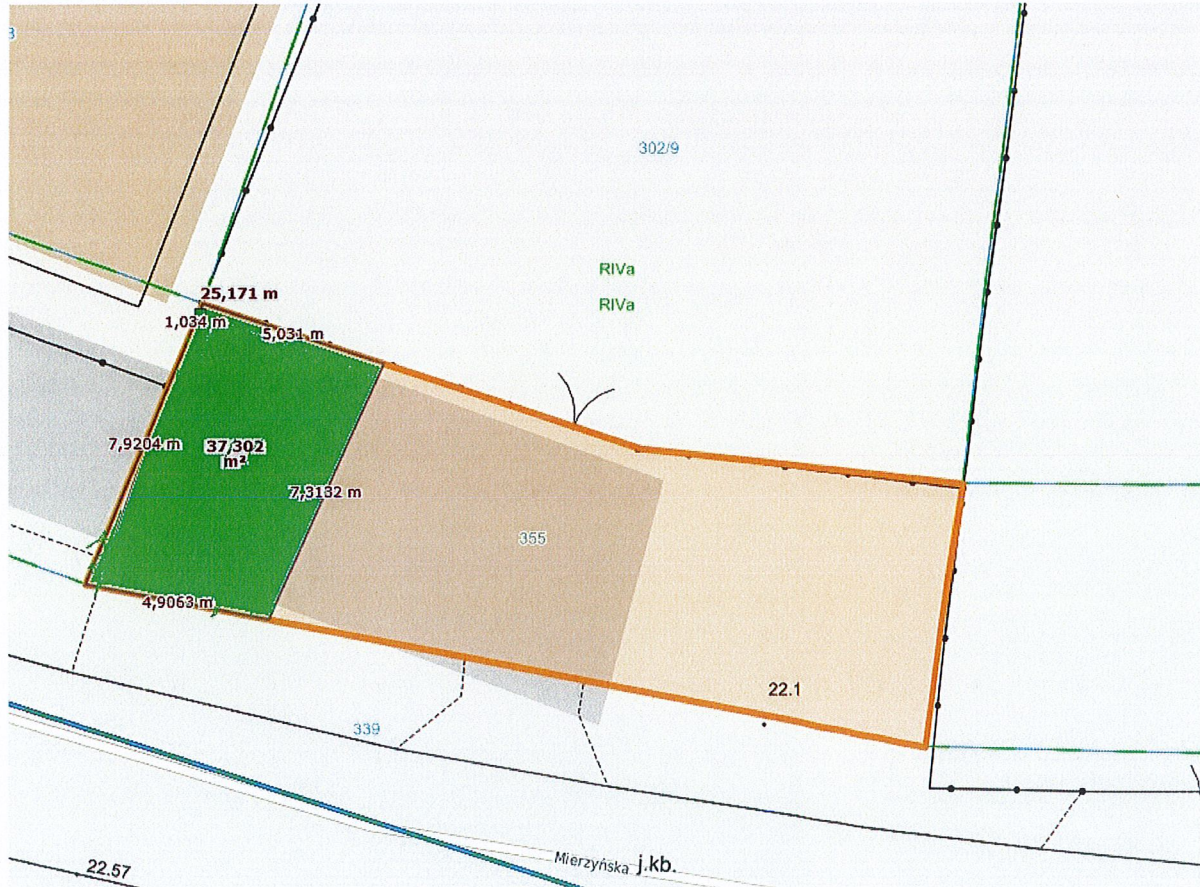 3
302/9
RIVa
RIVa
25,171 m
1,034 m
5,031 m
7,9204 m
37,302
m²
7,3132 m
355
4,9063 m
22.1
339
Mierzyńska j.kb.
22.57